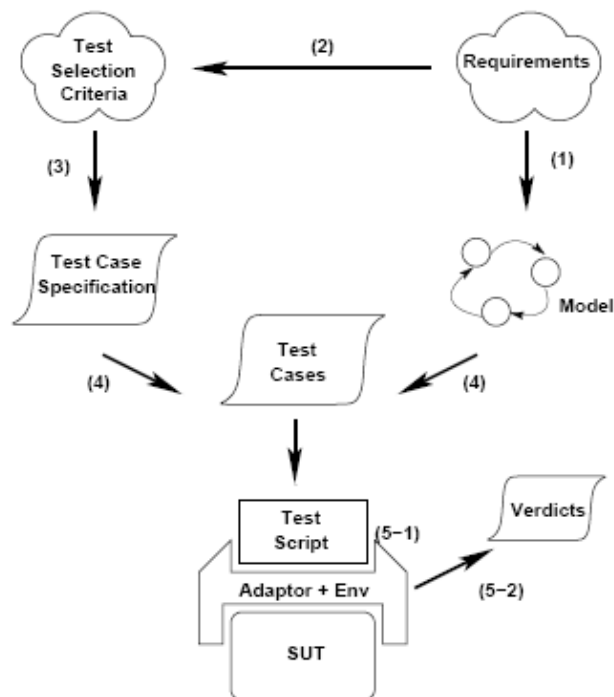 Test
Selection
Criteria
(2)
Requirements
(3)
(1)
Test Case
Specification
Model
Test
Cases
(4)
(4)
Test
Script
(5-1)
Verdicts
Adaptor + Env
(5-2)
SUT